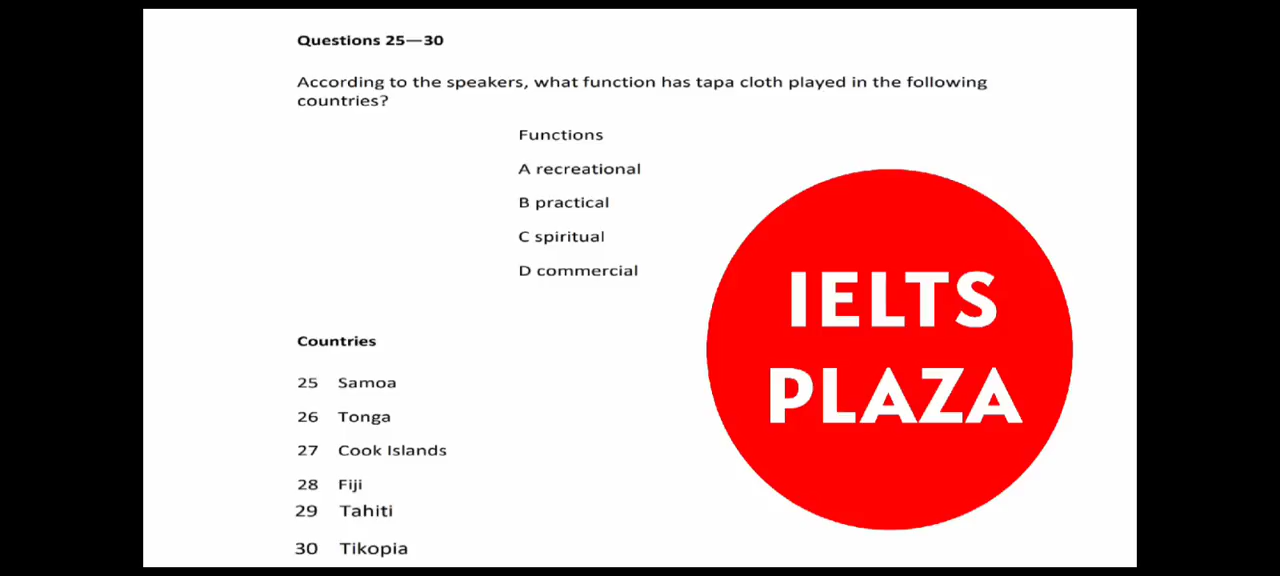 Questions 25—30
According to the speakers, what function has tapa cloth played in the following
countries?
Functions
A recreational
B practical
C spiritual
D commercial
IELTS
PLAZA
Countries
25 Samoa
26 Tonga
27 Cook Islands
28 Fiji
29 Tahiti
30 Tikopia